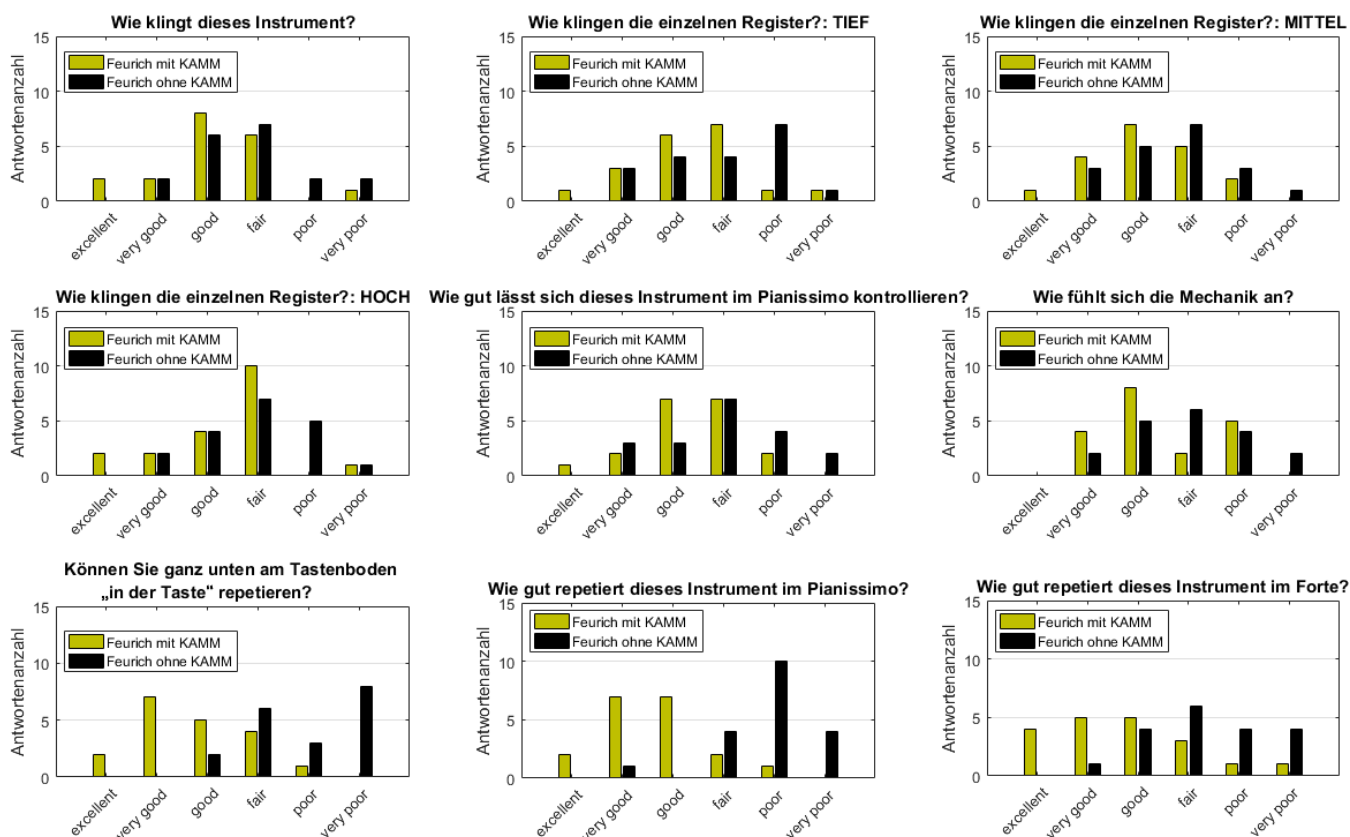 Wie klingt dieses Instrument?
15
10
5
0
Antwortenanzahl
Feurich mit KAMM
Feurich ohne KAMM
excellent
very good
good
fair
poor
very poor
Wie klingen die einzelnen Register?: TIEF
15
10
5
0
Antwortenanzahl
Feurich mit KAMM
Feurich ohne KAMM
excellent
very good
good
fair
poor
very poor
Wie klingen die einzelnen Register?: MITTEL
15
10
5
0
Antwortenanzahl
Feurich mit KAMM
Feurich ohne KAMM
excellent
very good
good
fair
poor
very poor
Wie klingen die einzelnen Register?: HOCH
15
10
5
0
Antwortenanzahl
Feurich mit KAMM
Feurich ohne KAMM
excellent
very good
good
fair
poor
very poor
Wie gut lässt sich dieses Instrument im Pianissimo kontrollieren?
15
10
5
0
Antwortenanzahl
Feurich mit KAMM
Feurich ohne KAMM
excellent
very good
good
fair
poor
very poor
Wie fühlt sich die Mechanik an?
15
10
5
0
Antwortenanzahl
Feurich mit KAMM
Feurich ohne KAMM
excellent
very good
good
fair
poor
very poor
Können Sie ganz unten am Tastenboden
„in der Taste" repetieren?
15
10
5
0
Antwortenanzahl
Feurich mit KAMM
Feurich ohne KAMM
excellent
very good
good
fair
poor
very poor
Wie gut repetiert dieses Instrument im Pianissimo?
15
10
5
0
Antwortenanzahl
Feurich mit KAMM
Feurich ohne KAMM
excellent
very good
good
fair
poor
very poor
Wie gut repetiert dieses Instrument im Forte?
15
10
5
0
Antwortenanzahl
Feurich mit KAMM
Feurich ohne KAMM
excellent
very good
good
fair
poor
very poor